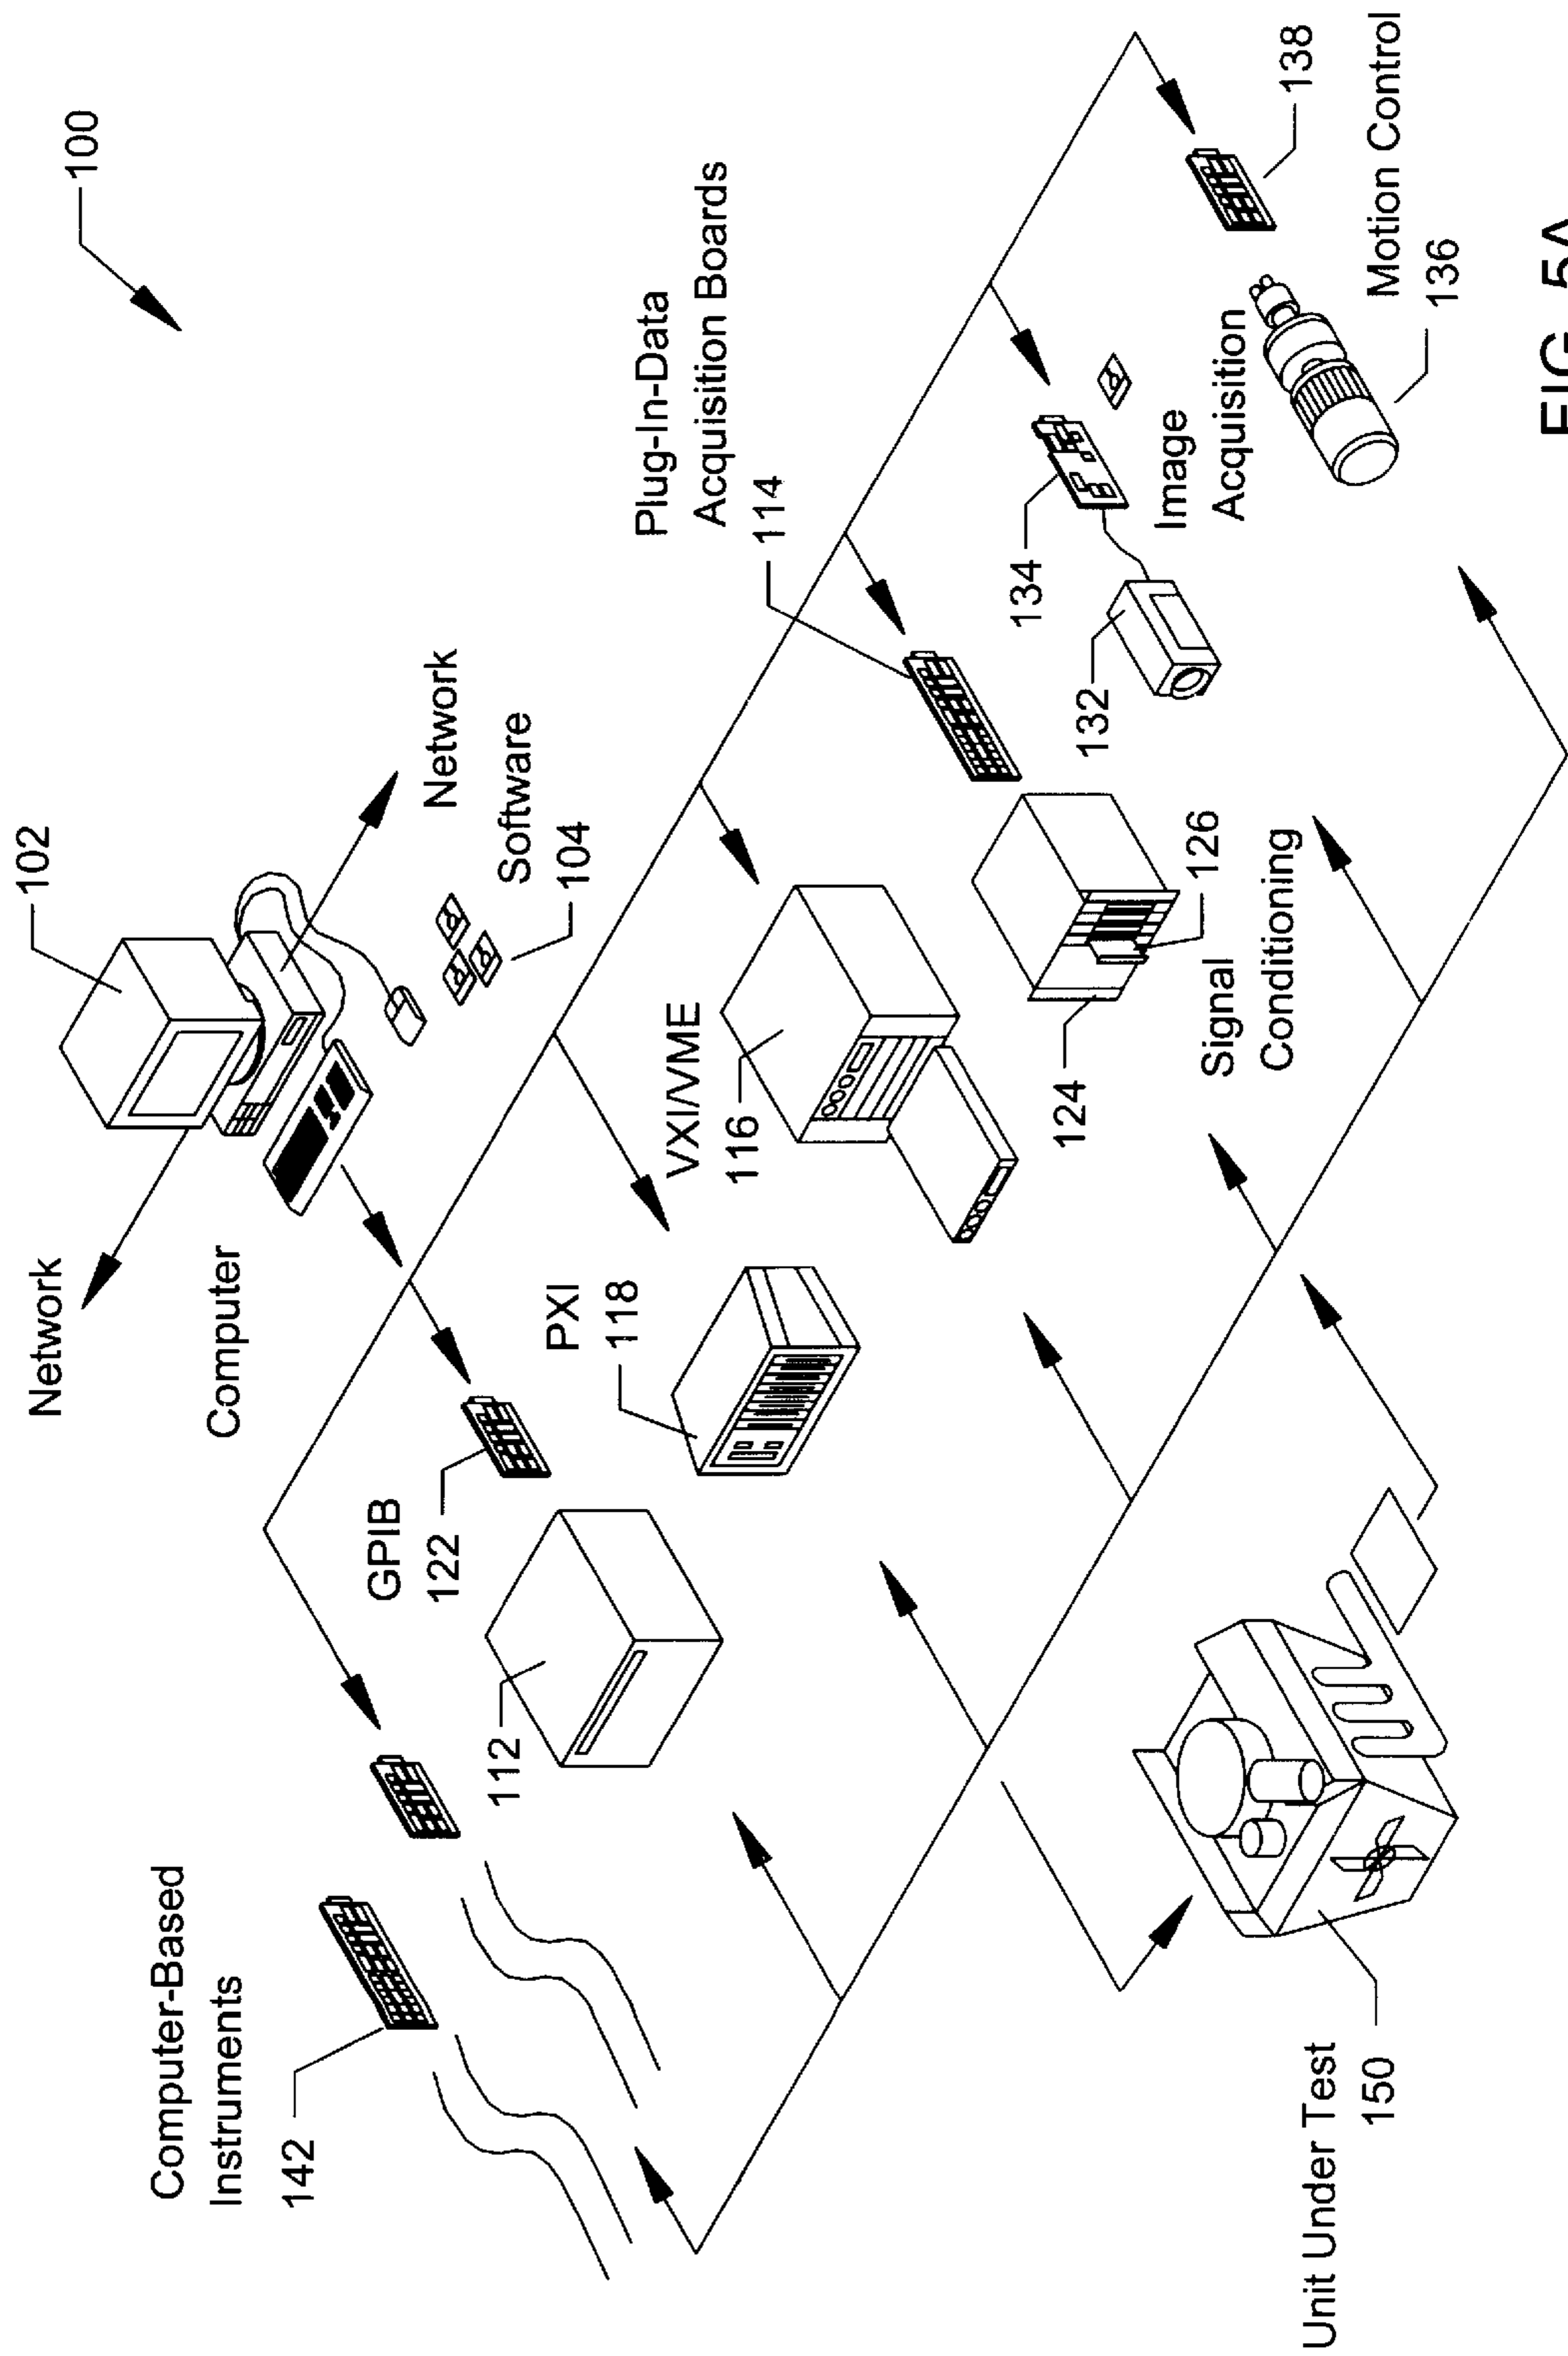 100
Network
102
Computer
Network
Software
104
Computer-Based
Instruments
142
GPIB
122
112
PXI
118
VXI/VME
116
Plug-In-Data
Acquisition Boards
114
124
126
Signal
Conditioning
134
132
Image
Acquisition
138
Motion Control
136
Unit Under Test
150
FIG. 5A